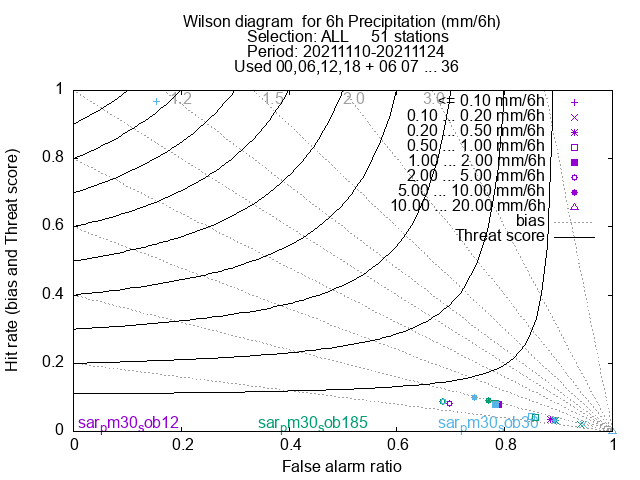 Wilson diagram for 6h Precipitation (mm/6h)
Selection: ALL 51 stations
Period: 20211110-20211124
Used 00,06,12,18 + 06 07 ... 36
1.2 1.5 2.0 3.0
<= 0.10 mm/6h
0.10 ... 0.20 mm/6h
0.20 ... 0.50 mm/6h
0.50 ... 1.00 mm/6h
1.00 ... 2.00 mm/6h
2.00 ... 5.00 mm/6h
5.00 ... 10.00 mm/6h
10.00 ... 20.00 mm/6h
bias
Threat score
1
0.8
0.6
0.4
0.2
0
Hit rate (bias and Threat score)
sarpm30sob12 sarpm30sob185 sarpm30sob30
0 0.2 0.4 0.6 0.8 1
False alarm ratio